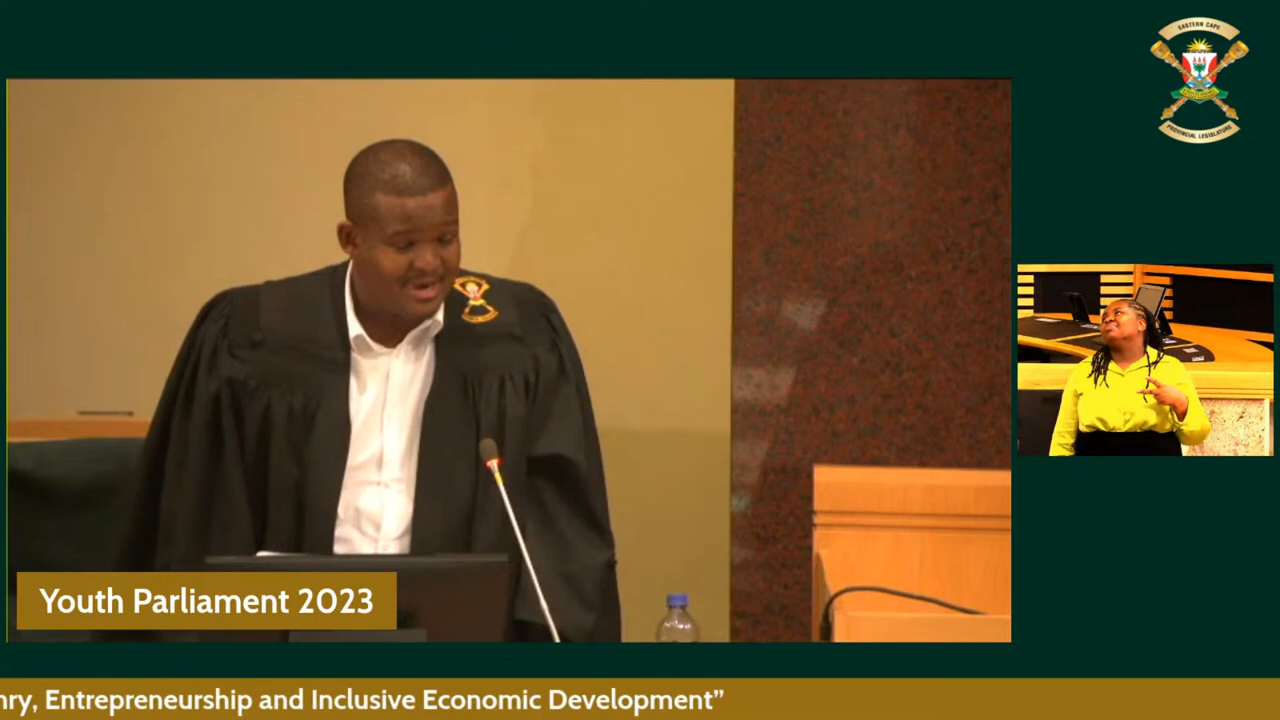 EASTERN CAPE
PROVINCIAL LEGISLATURE
Youth Parliament 2023
nry, Entrepreneurship and Inclusive Economic Development”